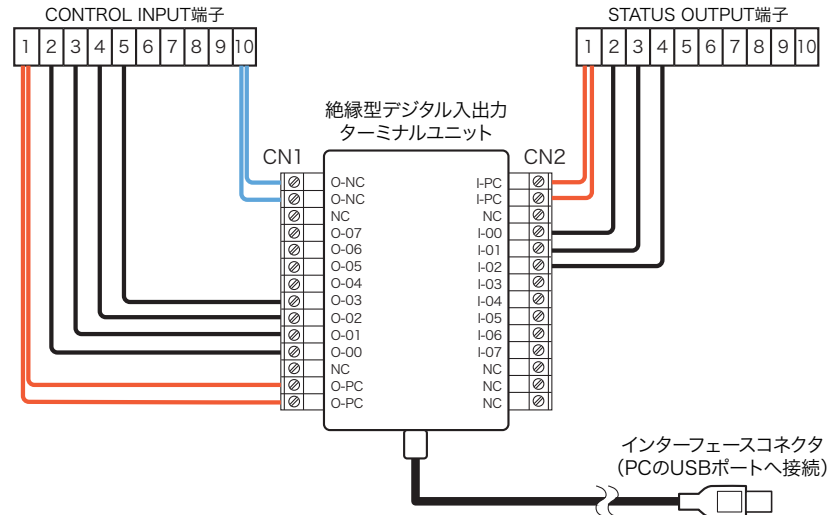 CONTROL INPUT端子
1 2 3 4 5 6 7 8 9 10
STATUS OUTPUT端子
1 2 3 4 5 6 7 8 9 10
絶縁型デジタル入出力
ターミナルユニット
CN1
CN2
O-NC
O-NC
NC
O-07
O-06
O-05
O-04
O-03
O-02
O-01
O-00
NC
O-PC
O-PC
I-PC
I-PC
NC
I-00
I-01
I-02
I-03
I-04
I-05
I-06
I-07
NC
NC
NC
インターフェースコネクタ
（PCのUSBポートへ接続）